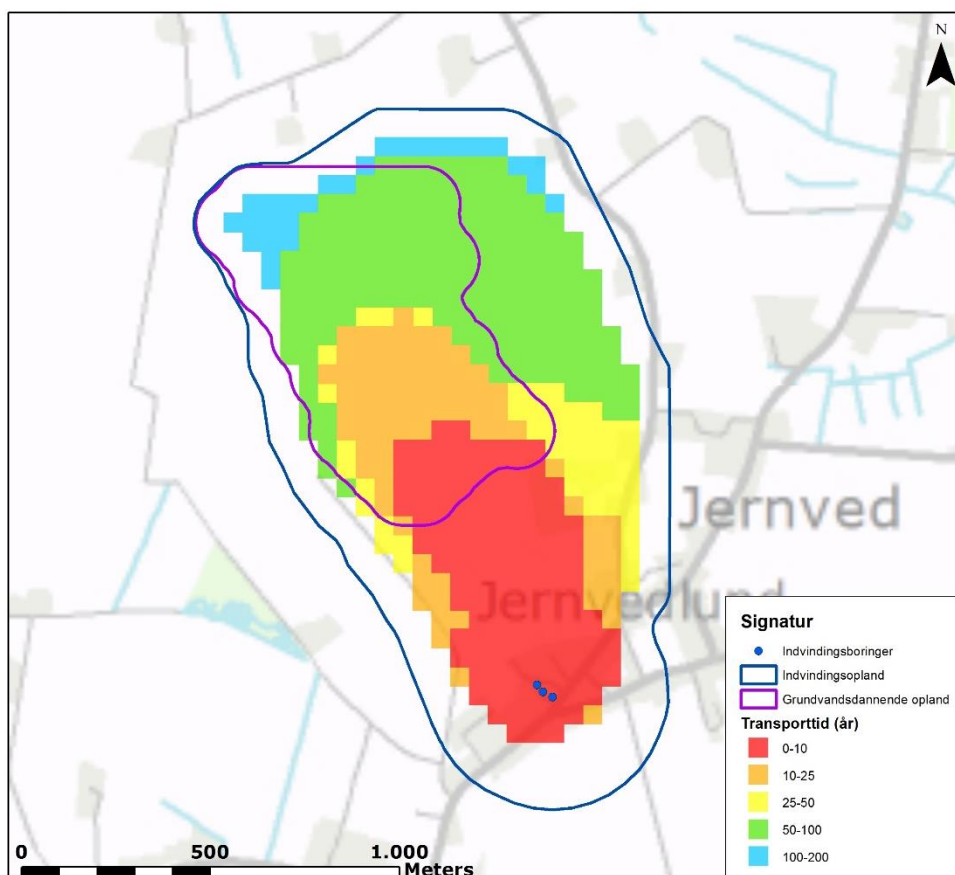 N
Jernved
Jernvedlund
Signatur
Indvindingsboringer
Indvindingsopland
Grundvandsdannende opland
Transporttid (år)
0-10
10-25
25-50
50-100
100-200
0 500 1.000
Meters